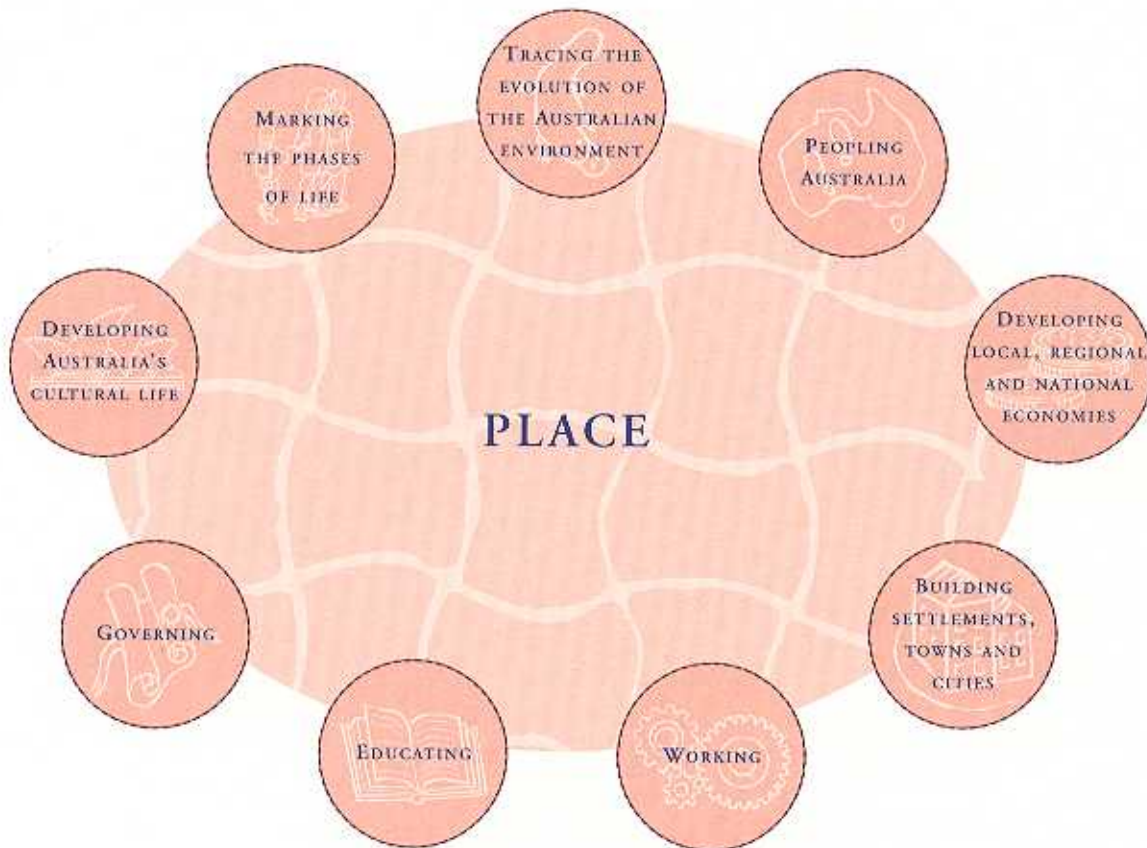 TRACING THE
EVOLUTION OF
THE AUSTRALIAN
ENVIRONMENT
PEOPLING
AUSTRALIA
DEVELOPING
LOCAL, REGIONAL
AND NATIONAL
ECONOMIES
BUILDING
SETTLEMENTS,
TOWNS AND
CITIES
WORKING
EDUCATING
GOVERNING
DEVELOPING
AUSTRALIA'S
CULTURAL LIFE
MARKING
THE PHASES
OF LIFE
PLACE